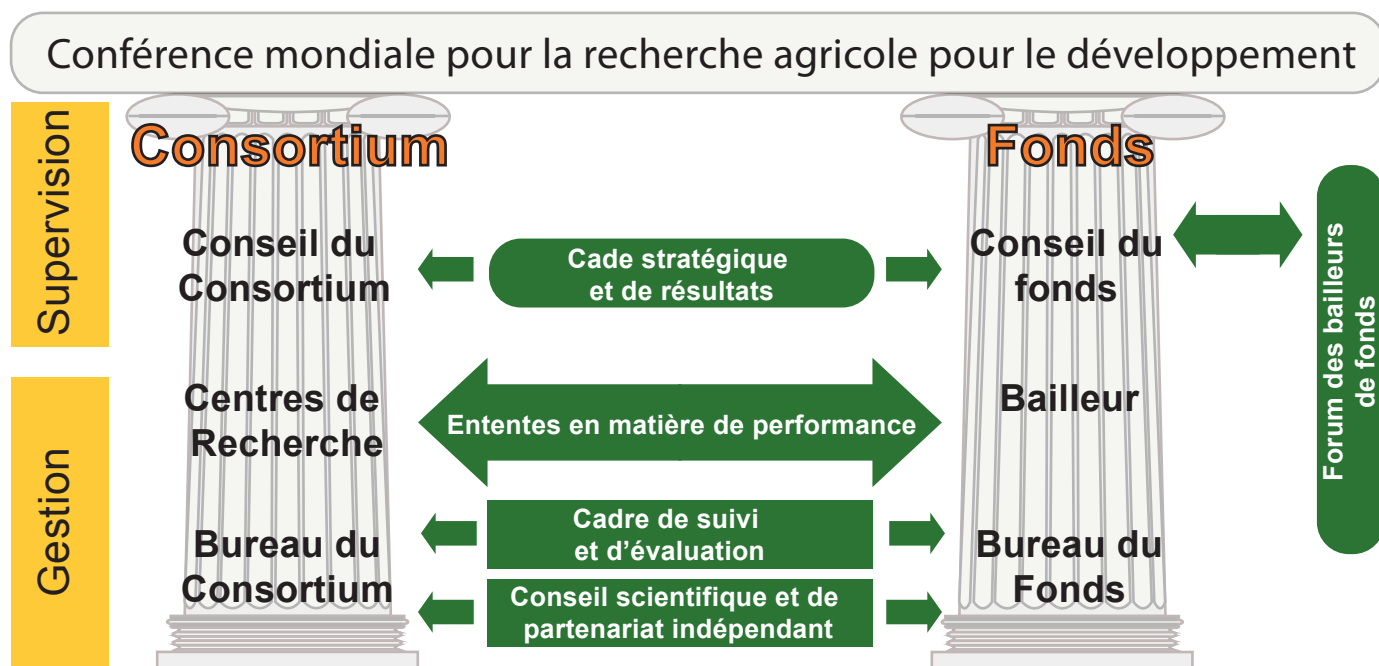 Conférence mondiale pour la recherche agricole pour le développement
Supervision
Consortium
Fonds
Conseil du
Consortium
Cade stratégique
et de résultats
Conseil du
fonds
Forum des bailleurs
de fonds
Gestion
Centres de
Recherche
Ententes en matière de performance
Bailleur
Bureau du
Consortium
Cadre de suivi
et d'évaluation
Conseil scientifique et de
partenariat indépendant
Bureau du
Fonds